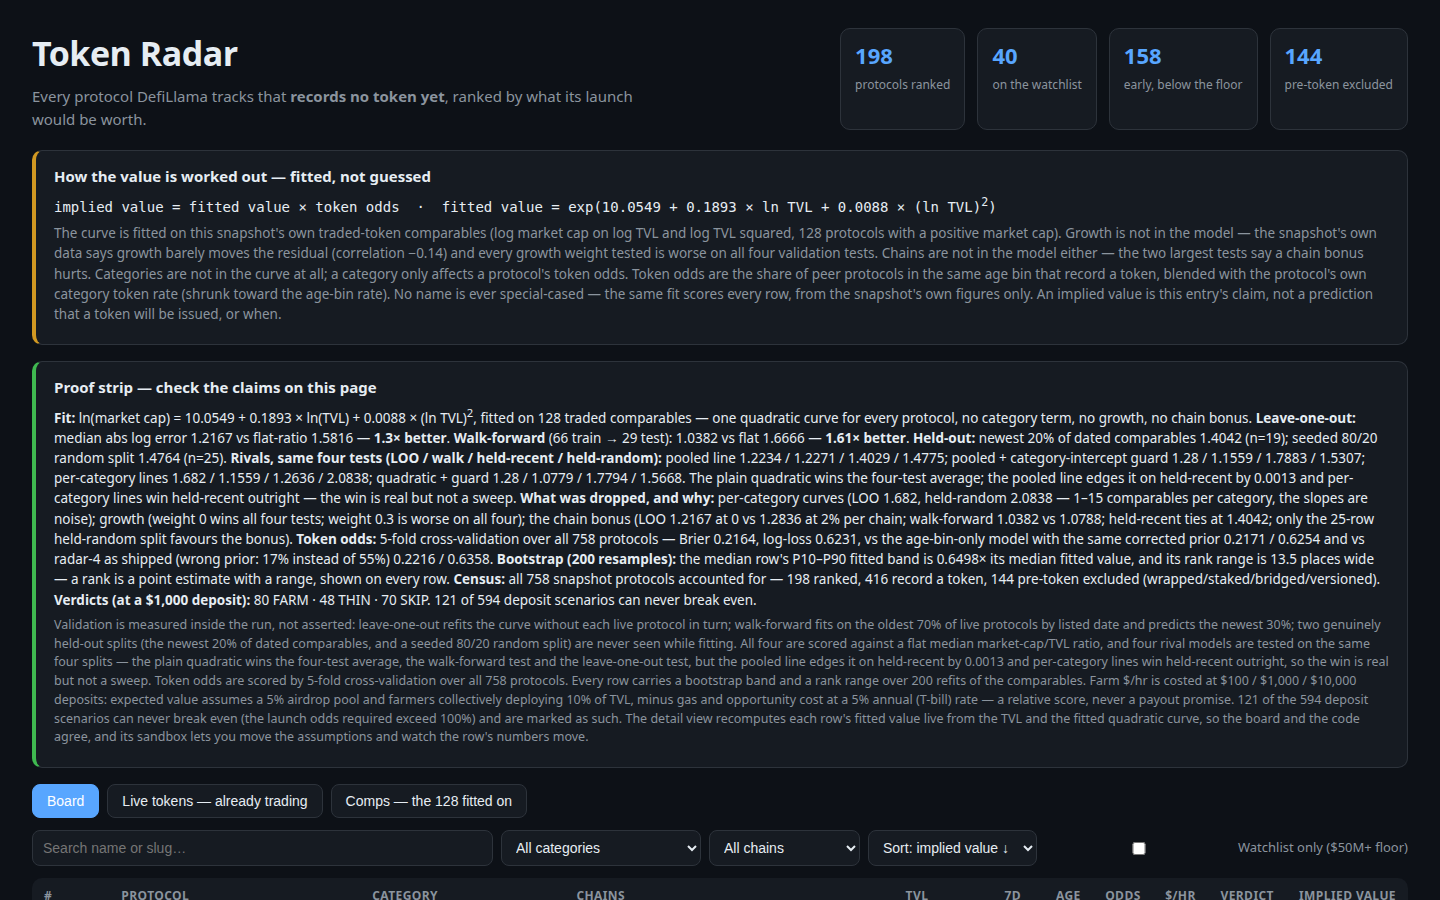 Token Radar
Every protocol DefiLlama tracks that records no token yet, ranked by what its launch
would be worth.
198
protocols ranked
40
on the watchlist
158
early, below the floor
144
pre-token excluded
How the value is worked out — fitted, not guessed
implied value = fitted value × token odds · fitted value = exp(10.0549 + 0.1893 × ln TVL + 0.0088 × (ln TVL)²)
The curve is fitted on this snapshot's own traded-token comparables (log market cap on log TVL and log TVL squared, 128 protocols with a positive market cap). Growth is not in the model — the snapshot's own
data says growth barely moves the residual (correlation −0.14) and every growth weight tested is worse on all four validation tests. Chains are not in the model either — the two largest tests say a chain bonus
hurts. Categories are not in the curve at all; a category only affects a protocol's token odds. Token odds are the share of peer protocols in the same age bin that record a token, blended with the protocol's own
category token rate (shrunk toward the age-bin rate). No name is ever special-cased — the same fit scores every row, from the snapshot's own figures only. An implied value is this entry's claim, not a prediction
that a token will be issued, or when.
Proof strip — check the claims on this page
Fit: ln(market cap) = 10.0549 + 0.1893 × ln(TVL) + 0.0088 × (ln TVL)², fitted on 128 traded comparables — one quadratic curve for every protocol, no category term, no growth, no chain bonus. Leave-one-out:
median abs log error 1.2167 vs flat-ratio 1.5816 — 1.3× better. Walk-forward (66 train → 29 test): 1.0382 vs flat 1.6666 — 1.61× better. Held-out: newest 20% of dated comparables 1.4042 (n=19); seeded 80/20
random split 1.4764 (n=25). Rivals, same four tests (LOO / walk / held-recent / held-random): pooled line 1.2234 / 1.2271 / 1.4029 / 1.4775; pooled + category-intercept guard 1.28 / 1.1559 / 1.7883 / 1.5307;
per-category lines 1.682 / 1.1559 / 1.2636 / 2.0838; quadratic + guard 1.28 / 1.0779 / 1.7794 / 1.5668. The plain quadratic wins the four-test average; the pooled line edges it on held-recent by 0.0013 and per-
category lines win held-recent outright — the win is real but not a sweep. What was dropped, and why: per-category curves (LOO 1.682, held-random 2.0838 — 1–15 comparables per category, the slopes are
noise); growth (weight 0 wins all four tests; weight 0.3 is worse on all four); the chain bonus (LOO 1.2167 at 0 vs 1.2836 at 2% per chain; walk-forward 1.0382 vs 1.0788; held-recent ties at 1.4042; only the 25-row
held-random split favours the bonus). Token odds: 5-fold cross-validation over all 758 protocols — Brier 0.2164, log-loss 0.6231, vs the age-bin-only model with the same corrected prior 0.2171 / 0.6254 and vs
radar-4 as shipped (wrong prior: 17% instead of 55%) 0.2216 / 0.6358. Bootstrap (200 resamples): the median row's P10–P90 fitted band is 0.6498× its median fitted value, and its rank range is 13.5 places wide
— a rank is a point estimate with a range, shown on every row. Census: all 758 snapshot protocols accounted for — 198 ranked, 416 record a token, 144 pre-token excluded (wrapped/staked/bridged/versioned).
Verdicts (at a $1,000 deposit): 80 FARM · 48 THIN · 70 SKIP. 121 of 594 deposit scenarios can never break even.
Validation is measured inside the run, not asserted: leave-one-out refits the curve without each live protocol in turn; walk-forward fits on the oldest 70% of live protocols by listed date and predicts the newest 30%; two genuinely
held-out splits (the newest 20% of dated comparables, and a seeded 80/20 random split) are never seen while fitting. All four are scored against a flat median market-cap/TVL ratio, and four rival models are tested on the same
four splits — the plain quadratic wins the four-test average, the walk-forward test and the leave-one-out test, but the pooled line edges it on held-recent by 0.0013 and per-category lines win held-recent outright, so the win is real
but not a sweep. Token odds are scored by 5-fold cross-validation over all 758 protocols. Every row carries a bootstrap band and a rank range over 200 refits of the comparables. Farm $/hr is costed at $100 / $1,000 / $10,000
deposits: expected value assumes a 5% airdrop pool and farmers collectively deploying 10% of TVL, minus gas and opportunity cost at a 5% annual (T-bill) rate — a relative score, never a payout promise. 121 of the 594 deposit
scenarios can never break even (the launch odds required exceed 100%) and are marked as such. The detail view recomputes each row's fitted value live from the TVL and the fitted quadratic curve, so the board and the code
agree, and its sandbox lets you move the assumptions and watch the row's numbers move.
Board
Live tokens — already trading
Comps — the 128 fitted on
Search name or slug…
All categories
All chains
Sort: implied value ↓
Watchlist only ($50M+ floor)
# PROTOCOL CATEGORY CHAINS TVL 7D AGE ODDS $/HR VERDICT IMPLIED VALUE